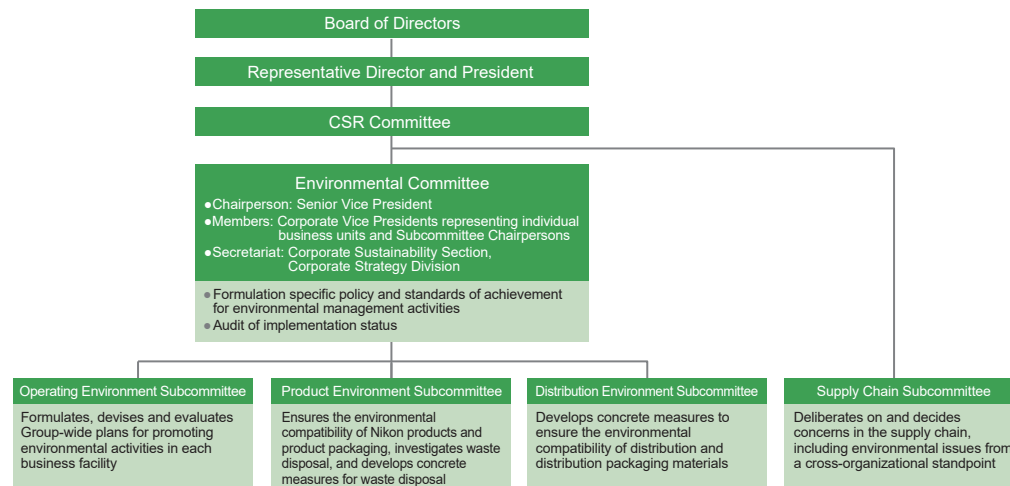 Board of Directors
Representative Director and President
CSR Committee
Environmental Committee
●Chairperson: Senior Vice President
●Members: Corporate Vice Presidents representing individual
business units and Subcommittee Chairpersons
●Secretariat: Corporate Sustainability Section,
Corporate Strategy Division
● Formulation specific policy and standards of achievement
for environmental management activities
● Audit of implementation status
Operating Environment Subcommittee
Formulates, devises and evaluates
Group-wide plans for promoting
environmental activities in each
business facility
Product Environment Subcommittee
Ensures the environmental
compatibility of Nikon products and
product packaging, investigates waste
disposal, and develops concrete
measures for waste disposal
Distribution Environment Subcommittee
Develops concrete measures to
ensure the environmental
compatibility of distribution and
distribution packaging materials
Supply Chain Subcommittee
Deliberates on and decides
concerns in the supply chain,
including environmental issues from
a cross-organizational standpoint